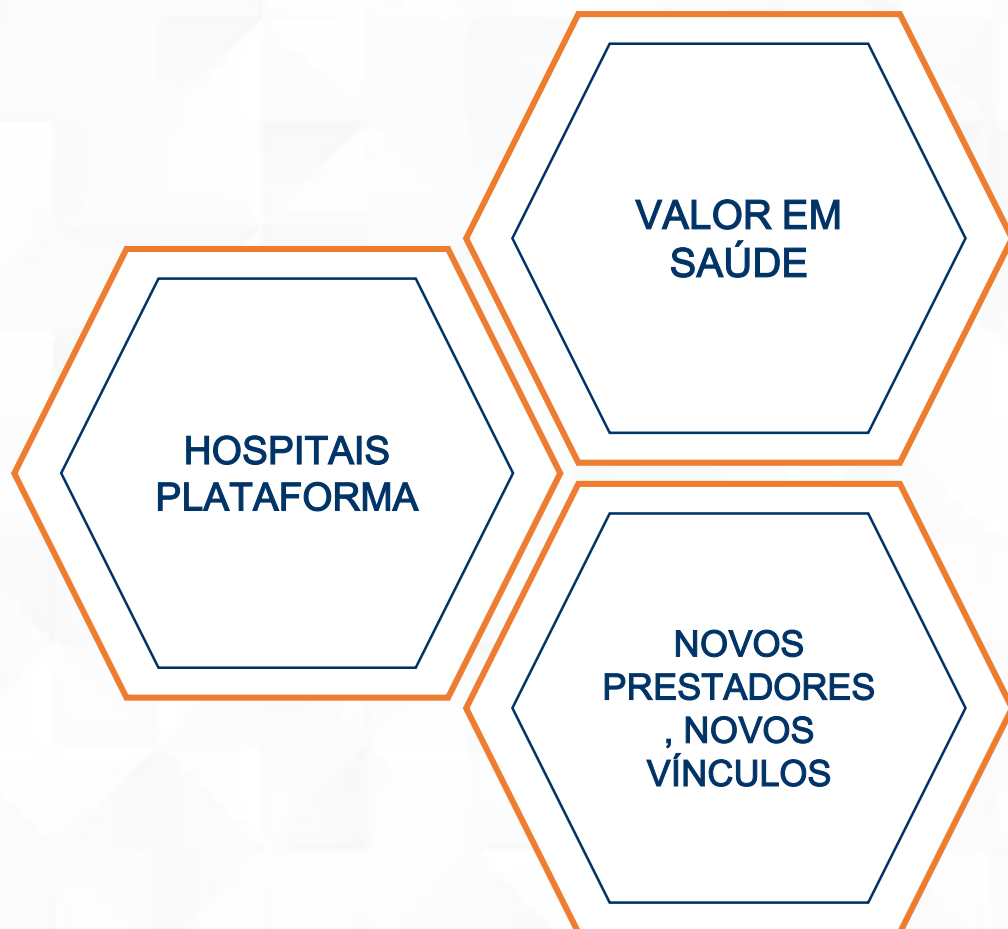 VALOR EM
SAÚDE
HOSPITAIS
PLATAFORMA
NOVOS
PRESTADORES
, NOVOS
VÍNCULOS